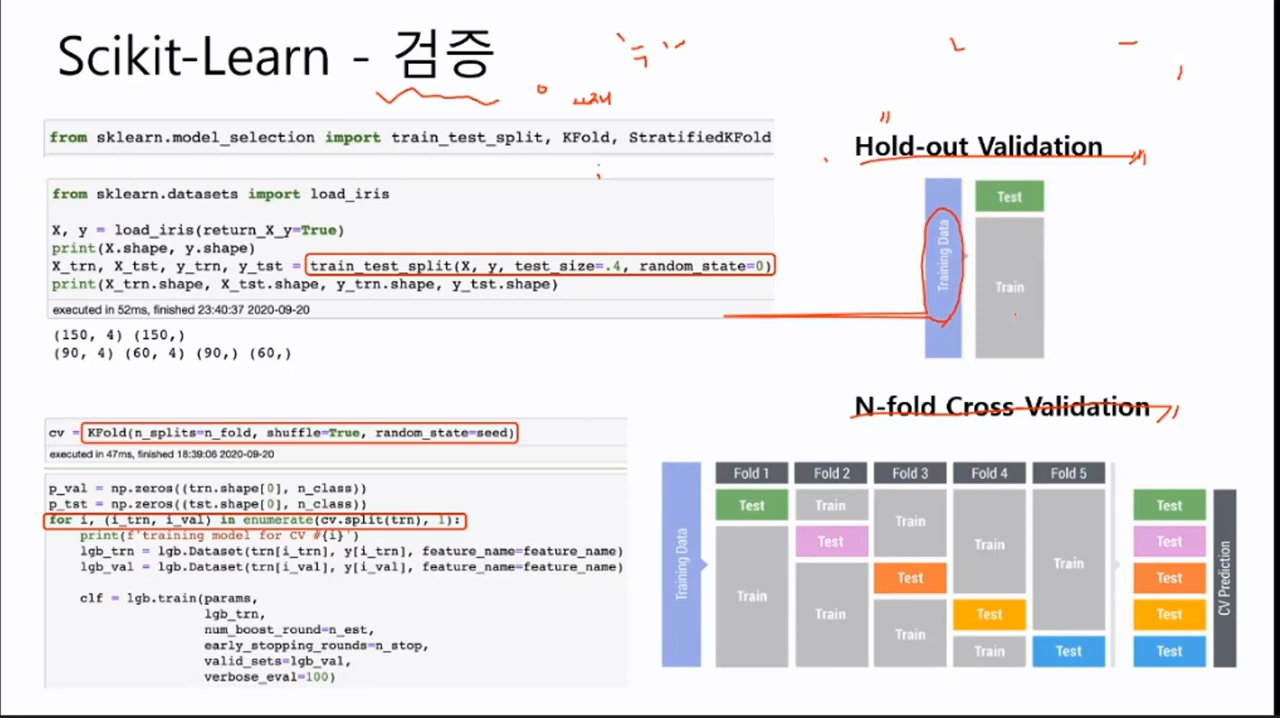 Scikit-Learn - 검증
from sklearn.model_selection import train_test_split, KFold, StratifiedKFold
from sklearn.datasets import load_iris
X, y = load_iris(return_X_y=True)
print(X.shape, y.shape)
X_trn, X_tst, y_trn, y_tst = train_test_split(X, y, test_size=.4, random_state=0)
print(X_trn.shape, X_tst.shape, y_trn.shape, y_tst.shape)
executed in 52ms, finished 23:40:37 2020-09-20
(150, 4) (150,)
(90, 4) (60, 4) (90,) (60,)
Hold-out Validation
Training Data
Test
Train
cv = KFold(n_splits=n_fold, shuffle=True, random_state=seed)
executed in 47ms, finished 18:39:06 2020-09-20
p_val = np.zeros((trn.shape[0], n_class))
p_tst = np.zeros((tst.shape[0], n_class))
for i, (i_trn, i_val) in enumerate(cv.split(trn), 1):
print(f'training model for CV #{i}')
lgb_trn = lgb.Dataset(trn[i_trn], y[i_trn], feature_name=feature_name)
lgb_val = lgb.Dataset(trn[i_val], y[i_val], feature_name=feature_name)
clf = lgb.train(params,
lgb_trn,
num_boost_round=n_est,
early_stopping_rounds=n_stop,
valid_sets=lgb_val,
verbose_eval=100)
N-fold Cross Validation
Training Data
Fold 1 Fold 2 Fold 3 Fold 4 Fold 5
Test Train Train Train Train Test
Train Test Test Test Test Test
Train Train Train Test
Test
Test
CV Prediction